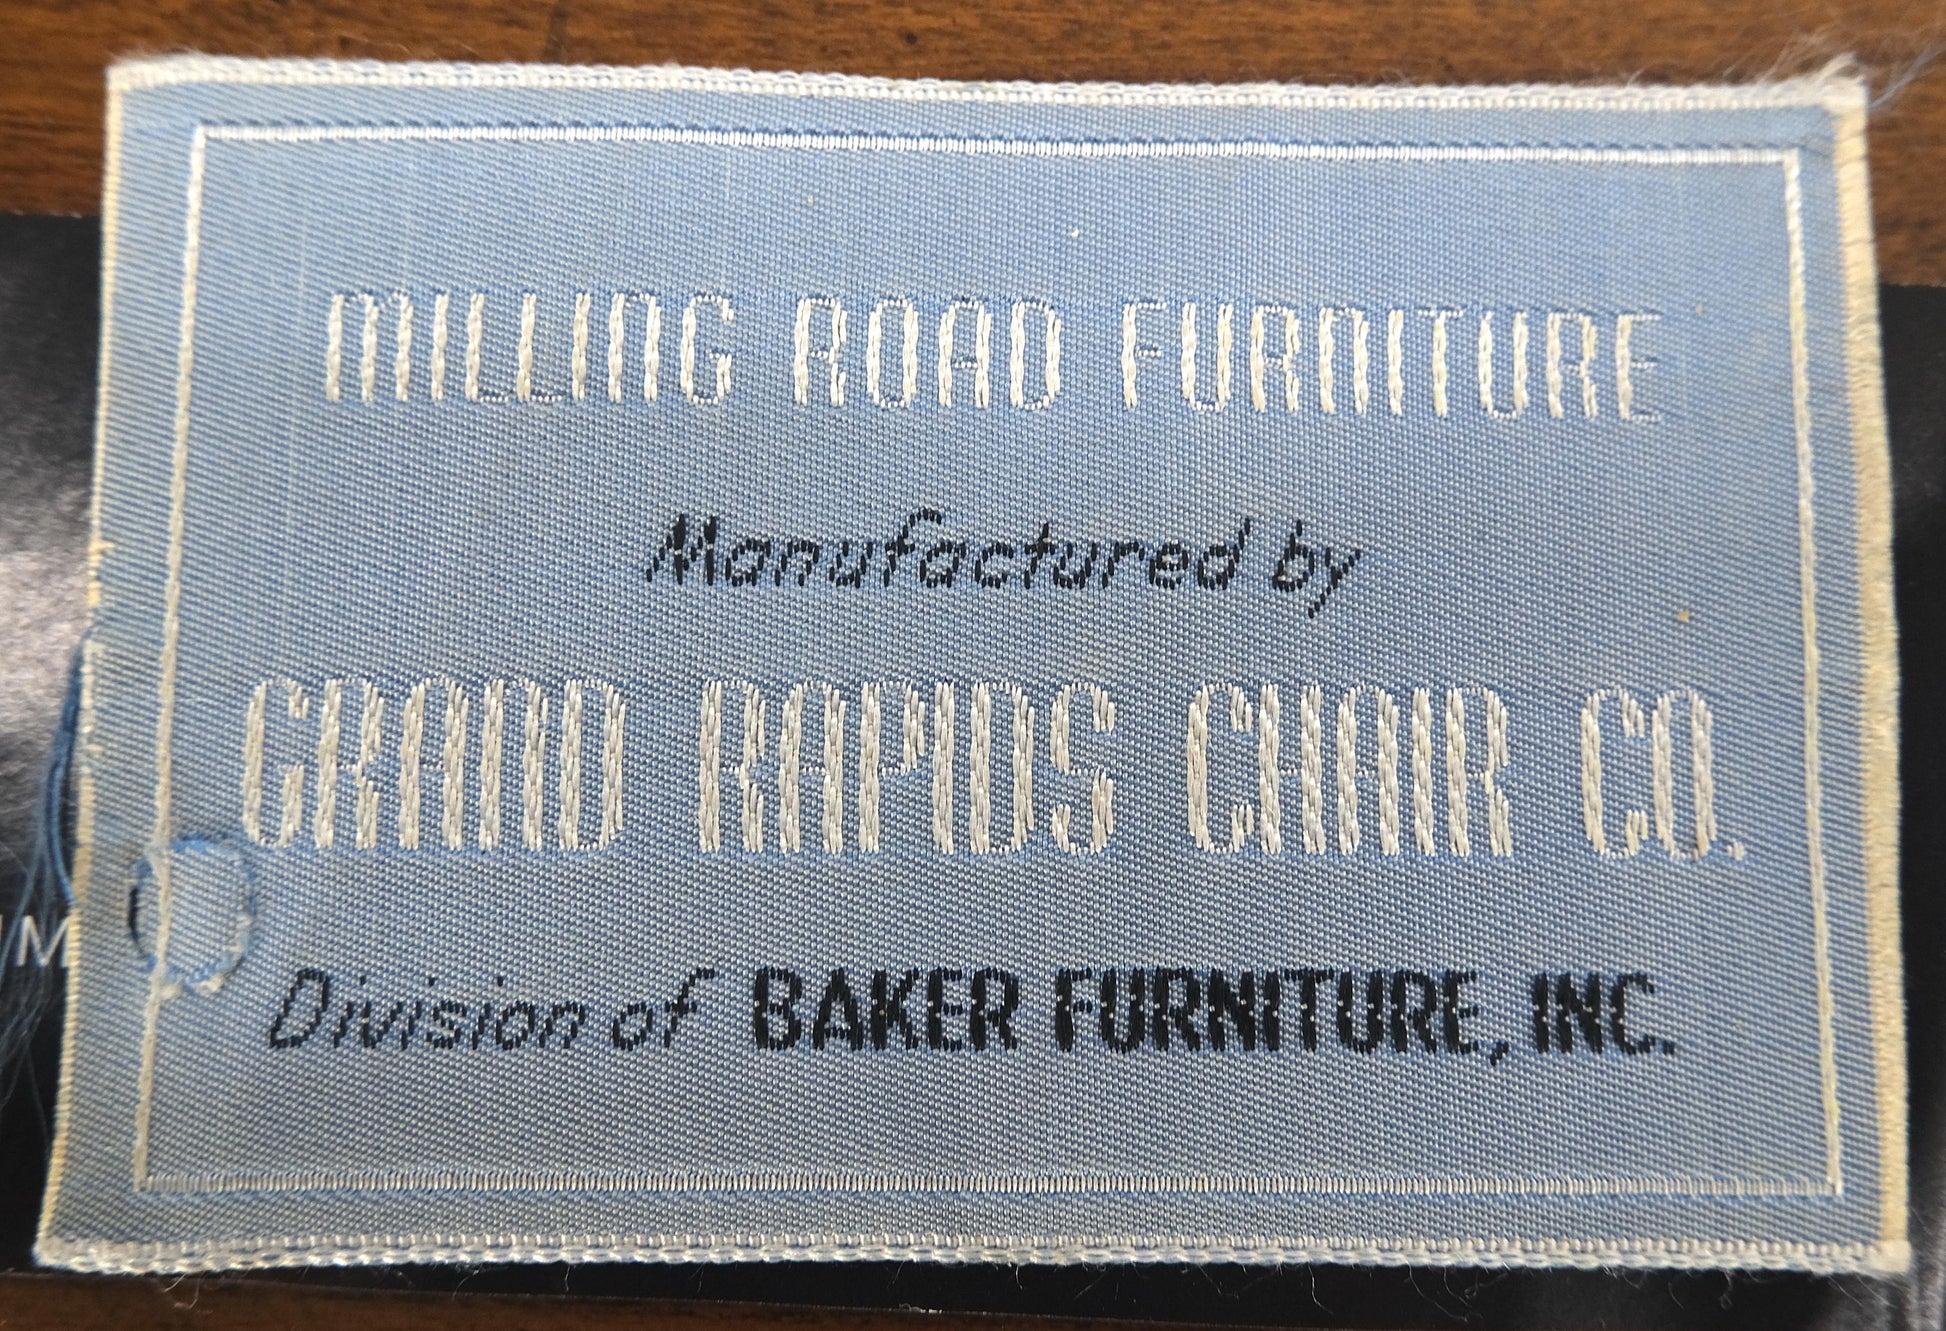 MILLING ROAD FURNITURE
Manufactured by
GRAND RAPIDS CHAIR CO.
Division of BAKER FURNITURE, INC.